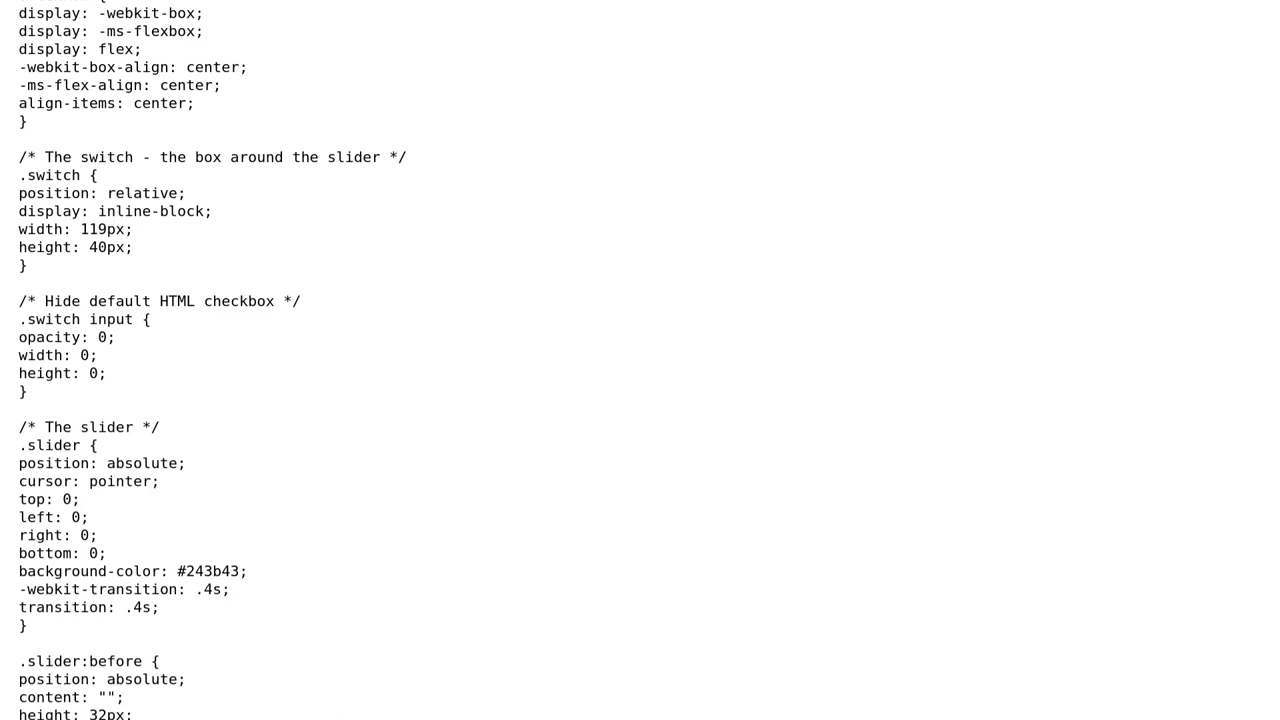 display: -webkit-box;
display: -ms-flexbox;
display: flex;
-webkit-box-align: center;
-ms-flex-align: center;
align-items: center;
}

/* The switch - the box around the slider */
.switch {
position: relative;
display: inline-block;
width: 119px;
height: 40px;
}

/* Hide default HTML checkbox */
.switch input {
opacity: 0;
width: 0;
height: 0;
}

/* The slider */
.slider {
position: absolute;
cursor: pointer;
top: 0;
left: 0;
right: 0;
bottom: 0;
background-color: #243b43;
-webkit-transition: .4s;
transition: .4s;
}

.slider:before {
position: absolute;
content: "";
height: 32px;